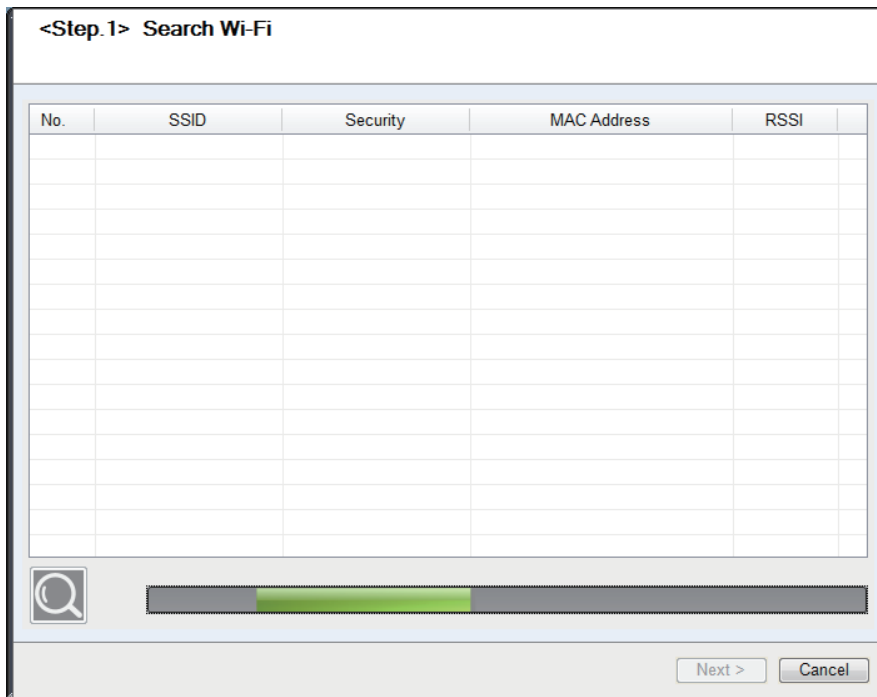 <Step.1> Search Wi-Fi
No. SSID Security MAC Address RSSI
Next > Cancel